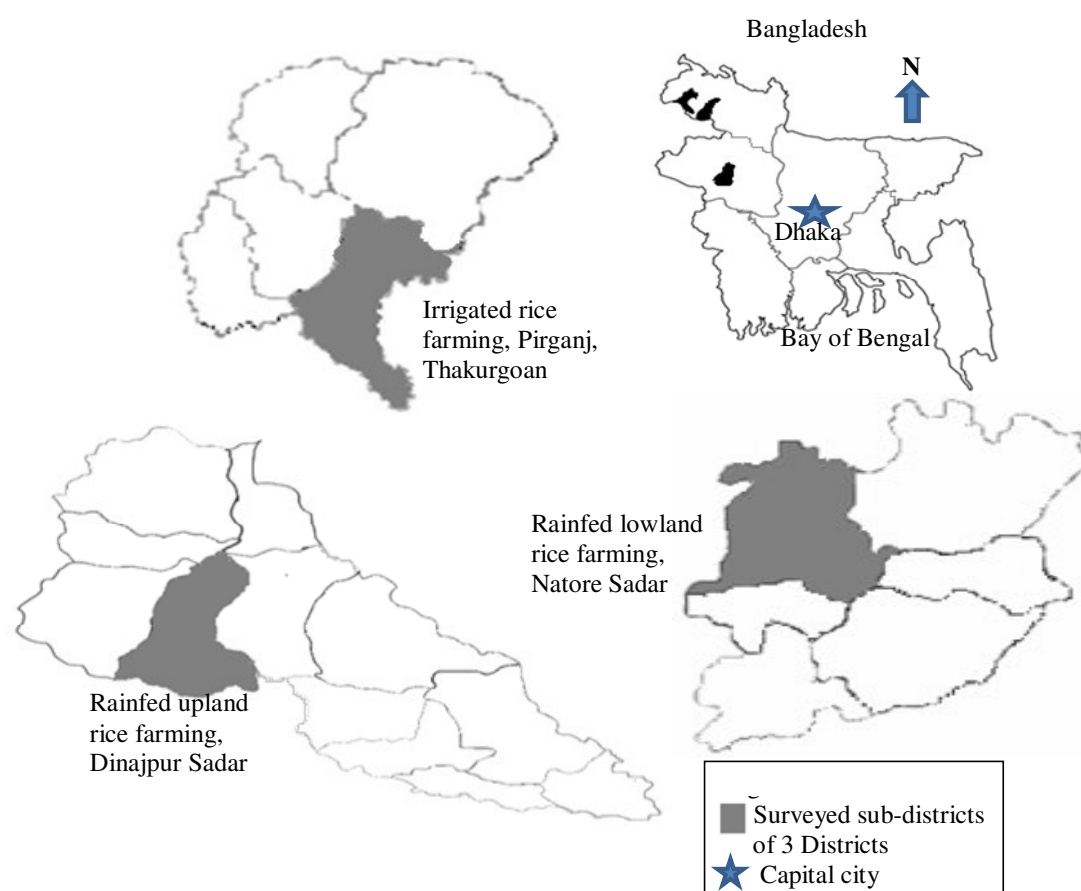 Bangladesh
N
Dhaka
Bay of Bengal
Irrigated rice
farming, Pirganj,
Thakurgoan
Rainfed lowland
rice farming,
Natore Sadar
Rainfed upland
rice farming,
Dinajpur Sadar
Surveyed sub-districts
of 3 Districts
Capital city